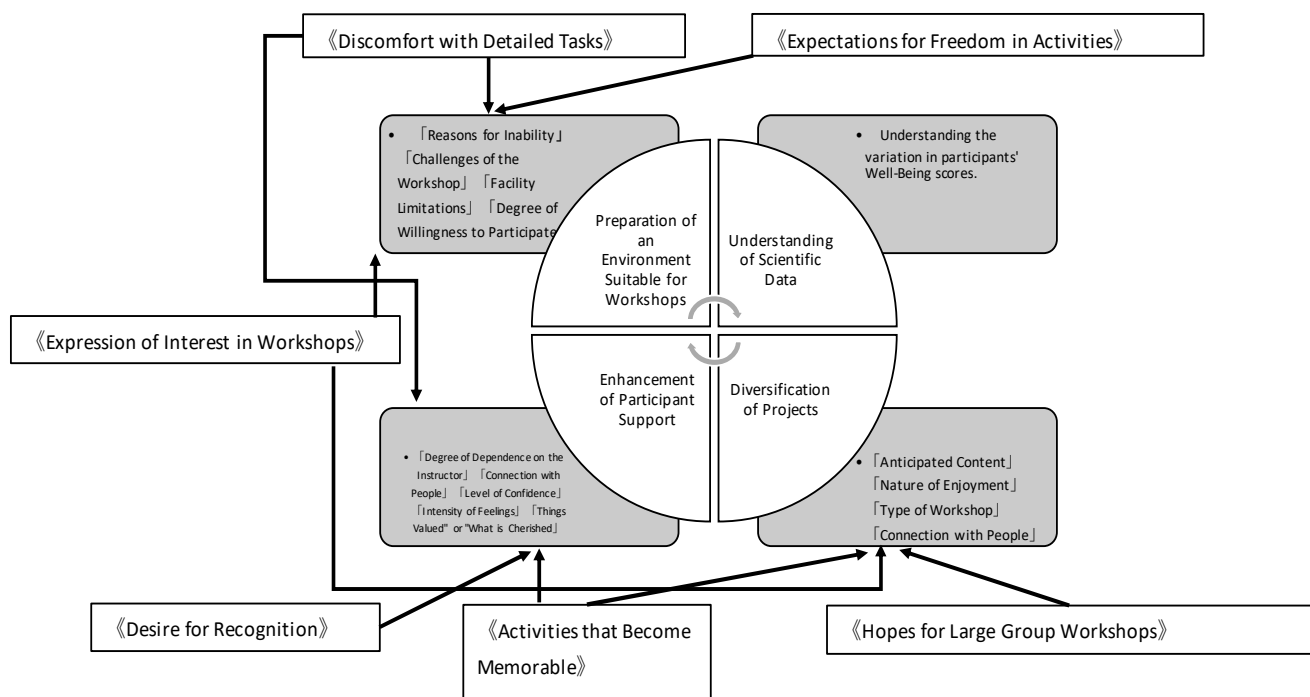 《Discomfort with Detailed Tasks》
《Expectations for Freedom in Activities》
• 「Reasons for Inability」
「Challenges of the
Workshop」 「Facility
Limitations」 「Degree of
Willingness to Participate
• Understanding the
variation in participants'
Well-Being scores.
Preparation of
an
Environment
Suitable for
Workshops
Understanding
of Scientific
Data
《Expression of Interest in Workshops》
Enhancement
of Participant
Support
Diversification
of Projects
• 「Degree of Dependence on the
Instructor」 「Connection with
People」 「Level of Confidence」
「Intensity of Feelings」 「Things
Valued" or "What is Cherished」
• 「Anticipated Content」
「Nature of Enjoyment」
「Type of Workshop」
「Connection with People」
《Desire for Recognition》
《Activities that Become
Memorable》
《Hopes for Large Group Workshops》